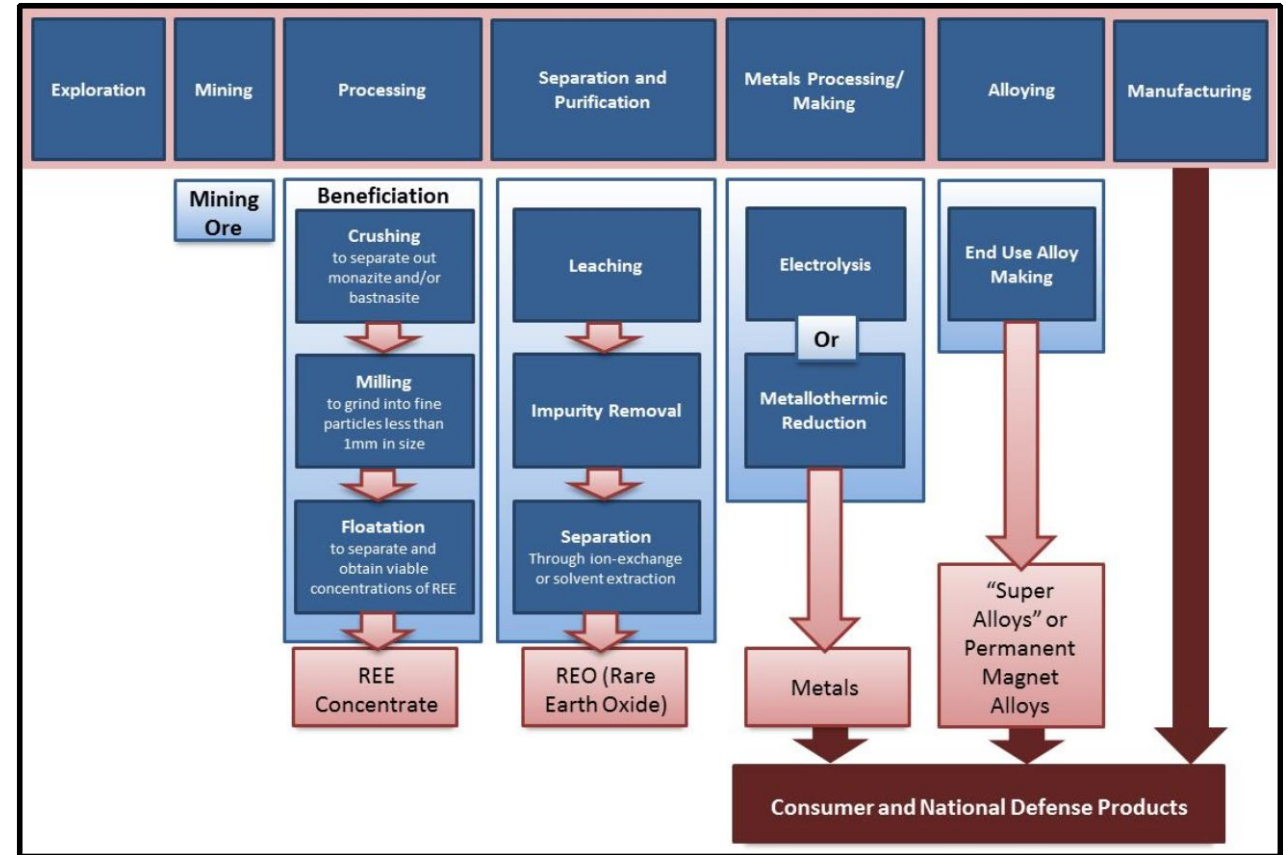 Exploration
Mining
Processing
Separation and
Purification
Metals Processing/
Making
Alloying
Manufacturing
Mining
Ore
Beneficiation
Crushing
to separate out
monazite and/or
bastnasite
Milling
to grind into fine
particles less than
1mm in size
Floatation
to separate and
obtain viable
concentrations of REE
REE
Concentrate
Leaching
Impurity Removal
Separation
Through ion-exchange
or solvent extraction
REO (Rare
Earth Oxide)
Electrolysis
Or
Metallothermic
Reduction
Metals
End Use Alloy
Making
“Super
Alloys” or
Permanent
Magnet
Alloys
Consumer and National Defense Products